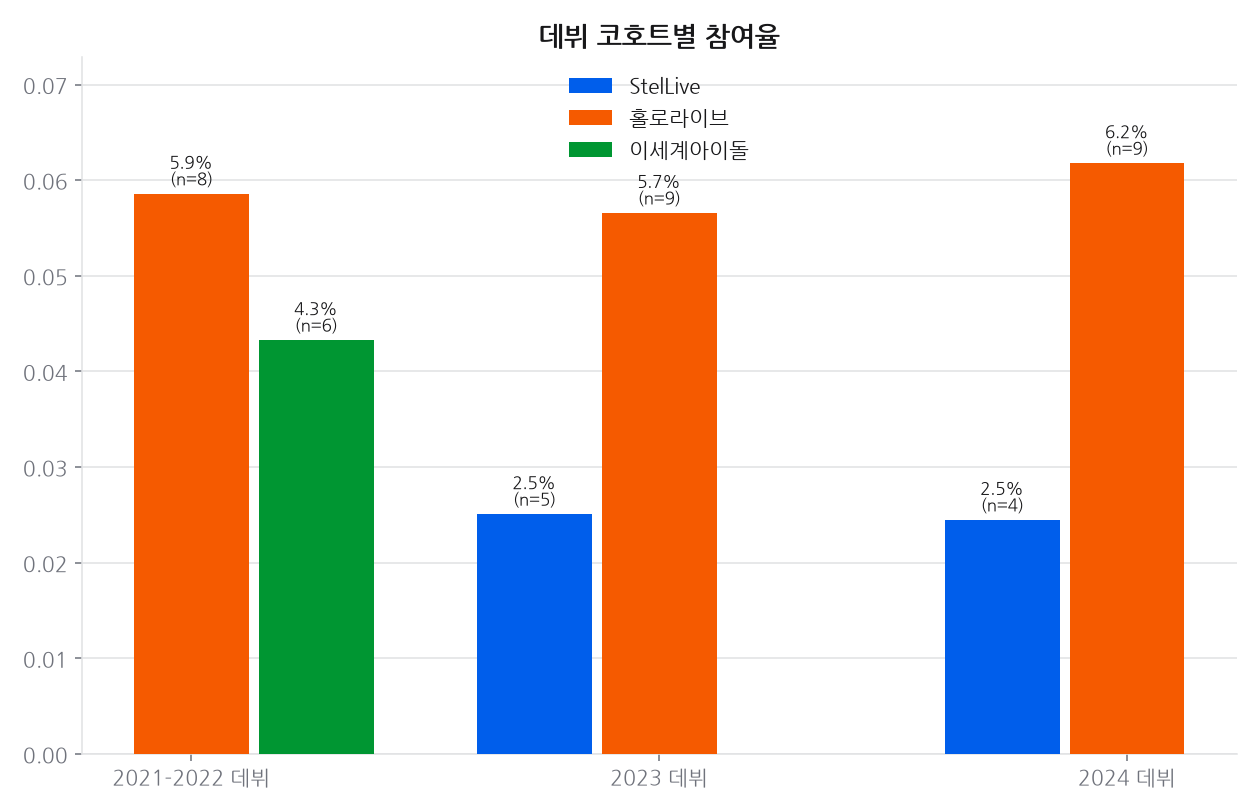 데뷔 코호트별 참여율
StelLive
홀로라이브
이세계아이돌
0.07
0.06
0.05
0.04
0.03
0.02
0.01
0.00
5.9%
(n=8)
4.3%
(n=6)
2.5%
(n=5)
5.7%
(n=9)
2.5%
(n=4)
6.2%
(n=9)
2021-2022 데뷔
2023 데뷔
2024 데뷔